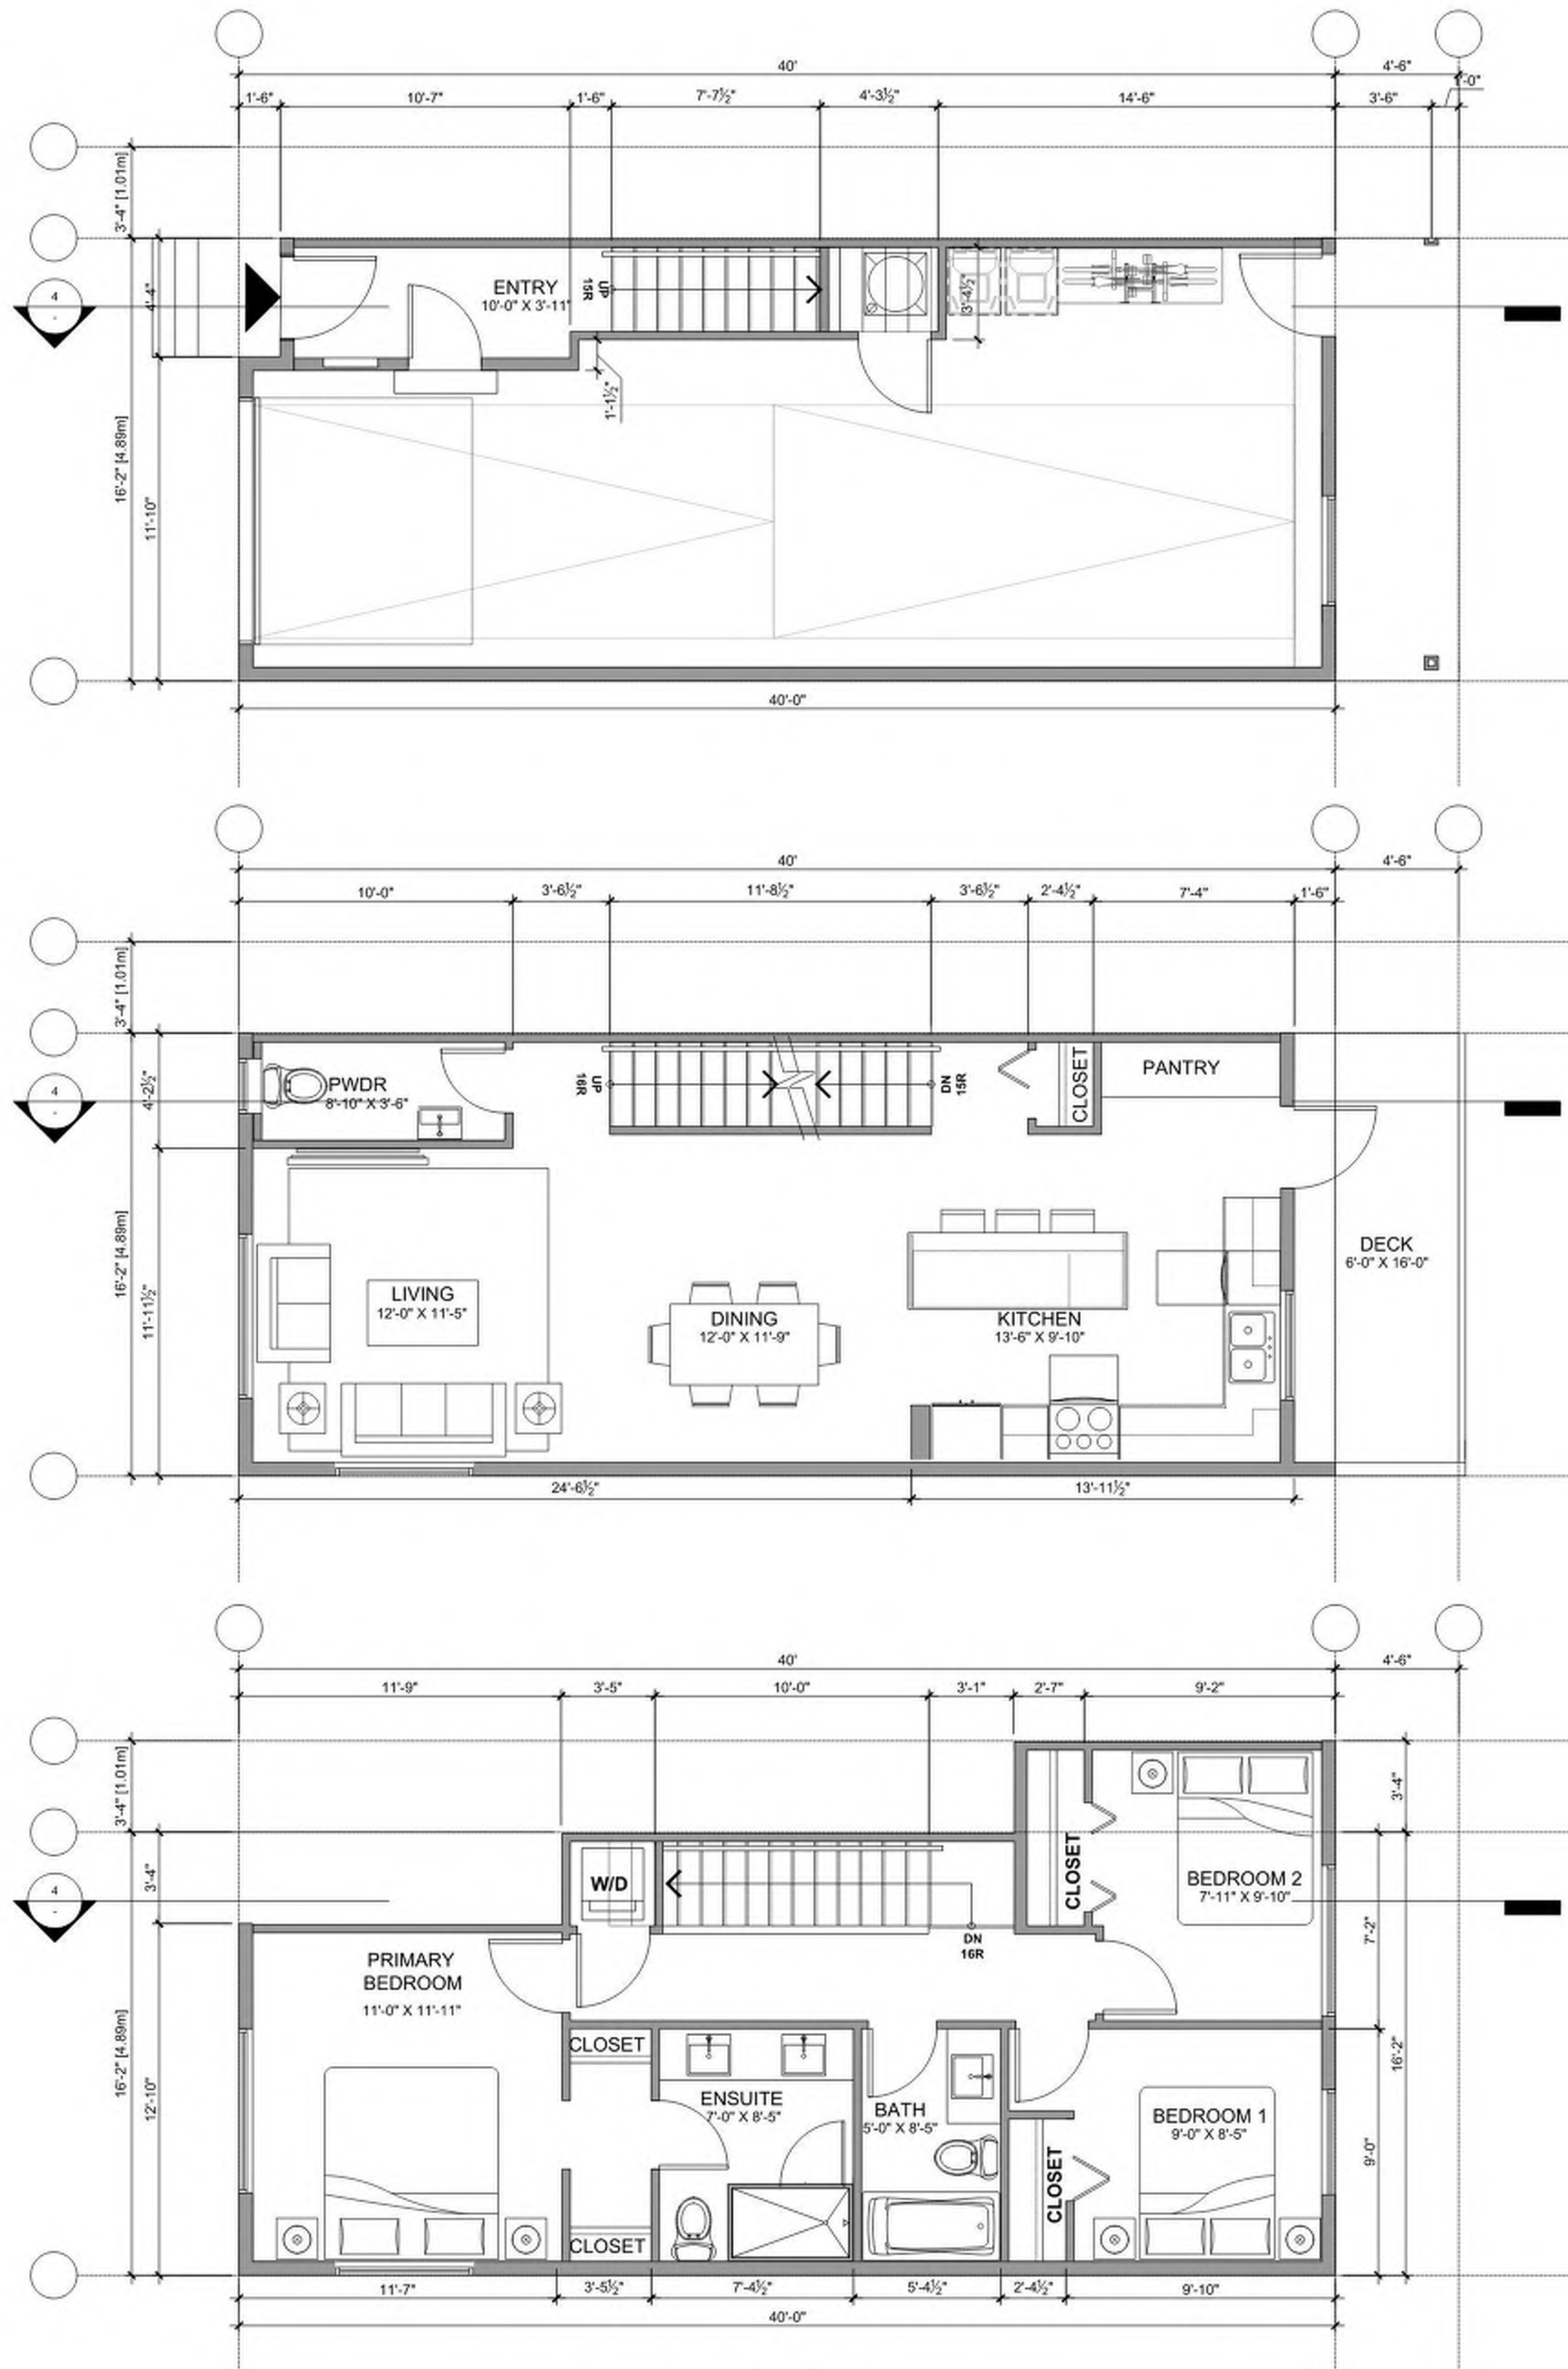 40'
4'-6"
1'-6"
10'-7"
1'-6"
7'-7½"
4'-3½"
14'-6"
3'-6"
1'-0"
3'-4" [1.01m]
4
-
4'-4"
ENTRY
10'-0" X 3'-11"
UP
15R
3'-4½"
1'-1½"
16'-2" [4.89m]
11'-10"
40'-0"
40'
4'-6"
10'-0"
3'-6½"
11'-8½"
3'-6½"
2'-4½"
7'-4"
1'-6"
3'-4" [1.01m]
4
-
4'-2½"
PWDR
8'-10" X 3'-6"
UP
16R
DN
15R
CLOSET
PANTRY
16'-2" [4.89m]
11'-11½"
LIVING
12'-0" X 11'-5"
DINING
12'-0" X 11'-9"
KITCHEN
13'-6" X 9'-10"
DECK
6'-0" X 16'-0"
24'-6½"
13'-11½"
40'
4'-6"
11'-9"
3'-5"
10'-0"
3'-1"
2'-7"
9'-2"
3'-4" [1.01m]
3'-4"
4
-
3'-4"
W/D
CLOSET
BEDROOM 2
7'-11" X 9'-10"
DN
16R
7'-2"
PRIMARY
BEDROOM
11'-0" X 11'-11"
16'-2" [4.89m]
12'-10"
CLOSET
ENSUITE
7'-0" X 8'-5"
BATH
5'-0" X 8'-5"
BEDROOM 1
9'-0" X 8'-5"
CLOSET
16'-2"
9'-0"
CLOSET
11'-7"
3'-5½"
7'-4½"
5'-4½"
2'-4½"
9'-10"
40'-0"